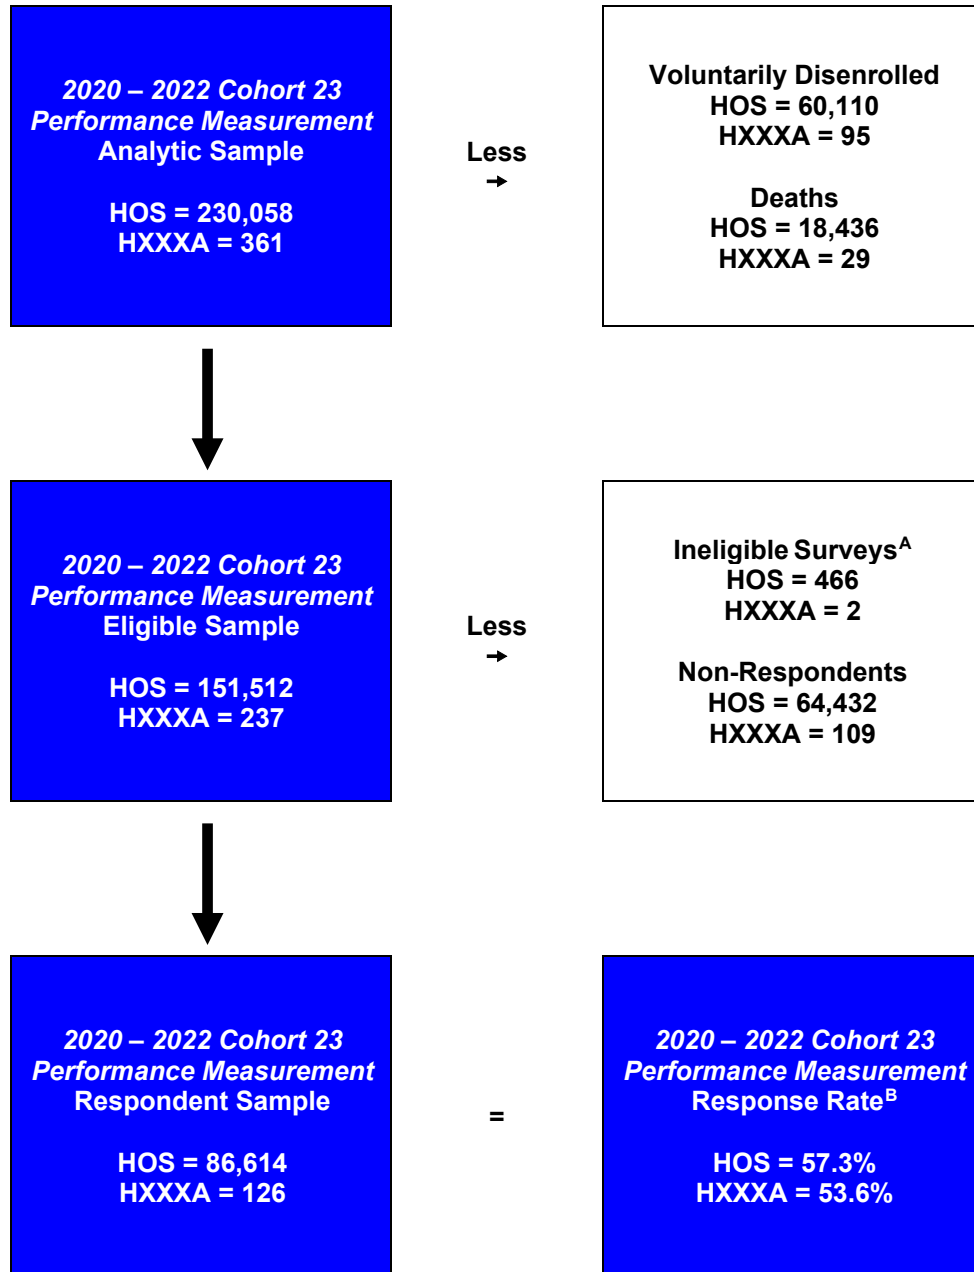 2020 – 2022 Cohort 23
Performance Measurement
Analytic Sample
HOS = 230,058
HXXXA = 361
Less
→
Voluntarily Disenrolled
HOS = 60,110
HXXXA = 95
Deaths
HOS = 18,436
HXXXA = 29
2020 – 2022 Cohort 23
Performance Measurement
Eligible Sample
HOS = 151,512
HXXXA = 237
Less
→
Ineligible Surveys^A
HOS = 466
HXXXA = 2
Non-Respondents
HOS = 64,432
HXXXA = 109
2020 – 2022 Cohort 23
Performance Measurement
Respondent Sample
HOS = 86,614
HXXXA = 126
=
2020 – 2022 Cohort 23
Performance Measurement
Response Rate^B
HOS = 57.3%
HXXXA = 53.6%